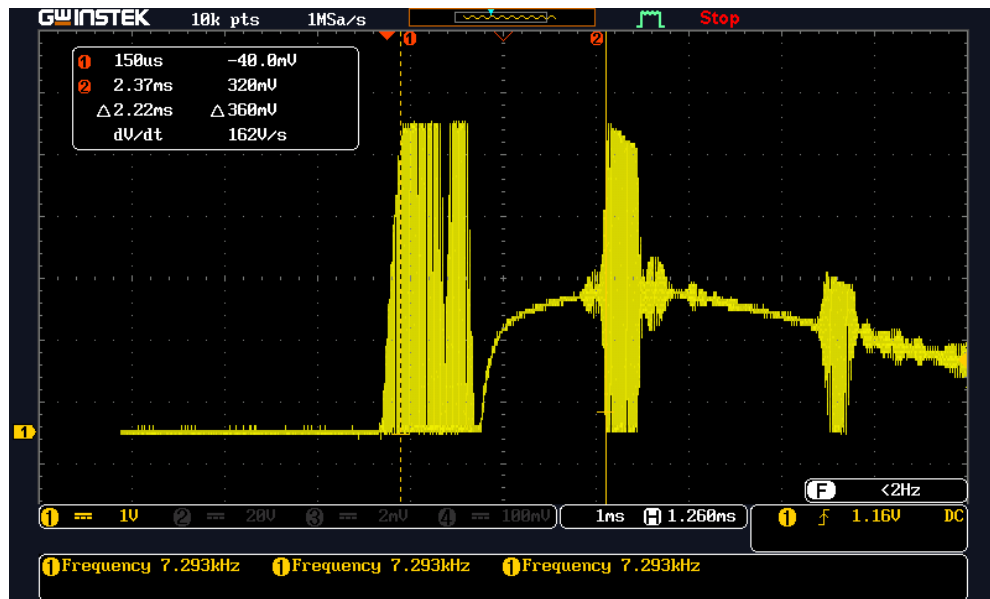 GWINSTEK 10k pts 1MSa/s Stop
1 2
1 150us -40.0mV
2 2.37ms 320mV
△2.22ms △360mV
dV/dt 162V/s
1
F <2Hz
1 1V 2 20V 3 2mV 4 100mV 1ms H 1.260ms 1 1.16V DC
1 Frequency 7.293kHz 1 Frequency 7.293kHz 1 Frequency 7.293kHz